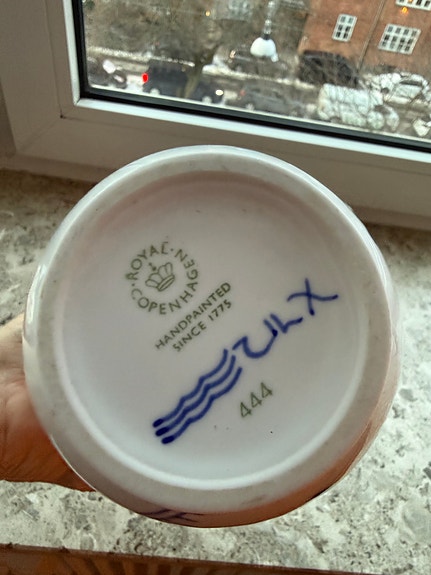 ROYAL COPENHAGEN
HANDPAINTED
SINCE 1775
444